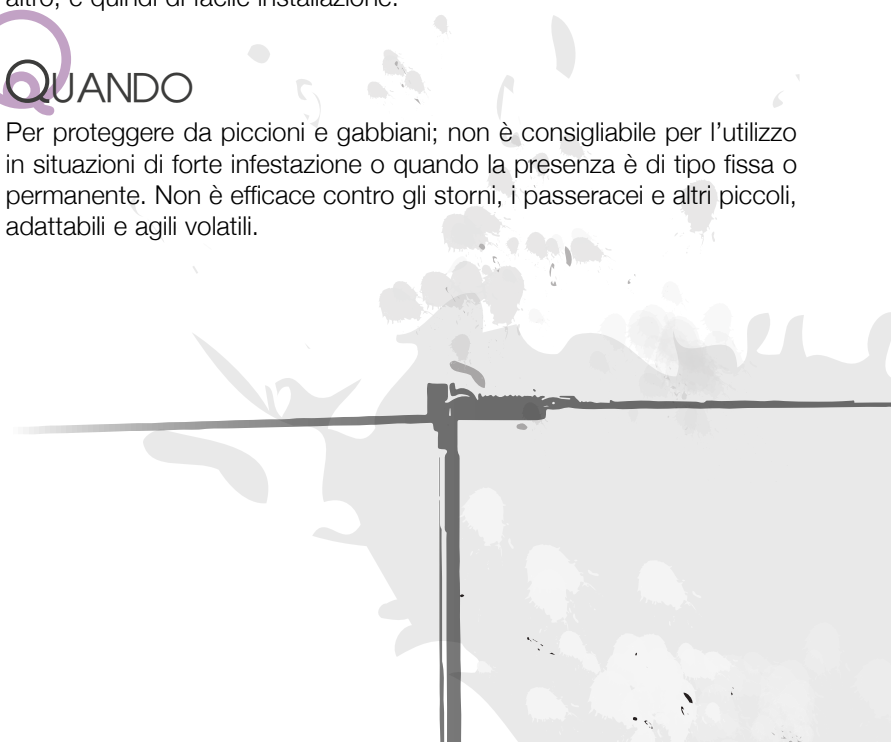 altro, e quindi di facile installazione.
QUANDO
Per proteggere da piccioni e gabbiani; non è consigliabile per l’utilizzo
in situazioni di forte infestazione o quando la presenza è di tipo fissa o
permanente. Non è efficace contro gli storni, i passeracei e altri piccoli,
adattabili e agili volatili.